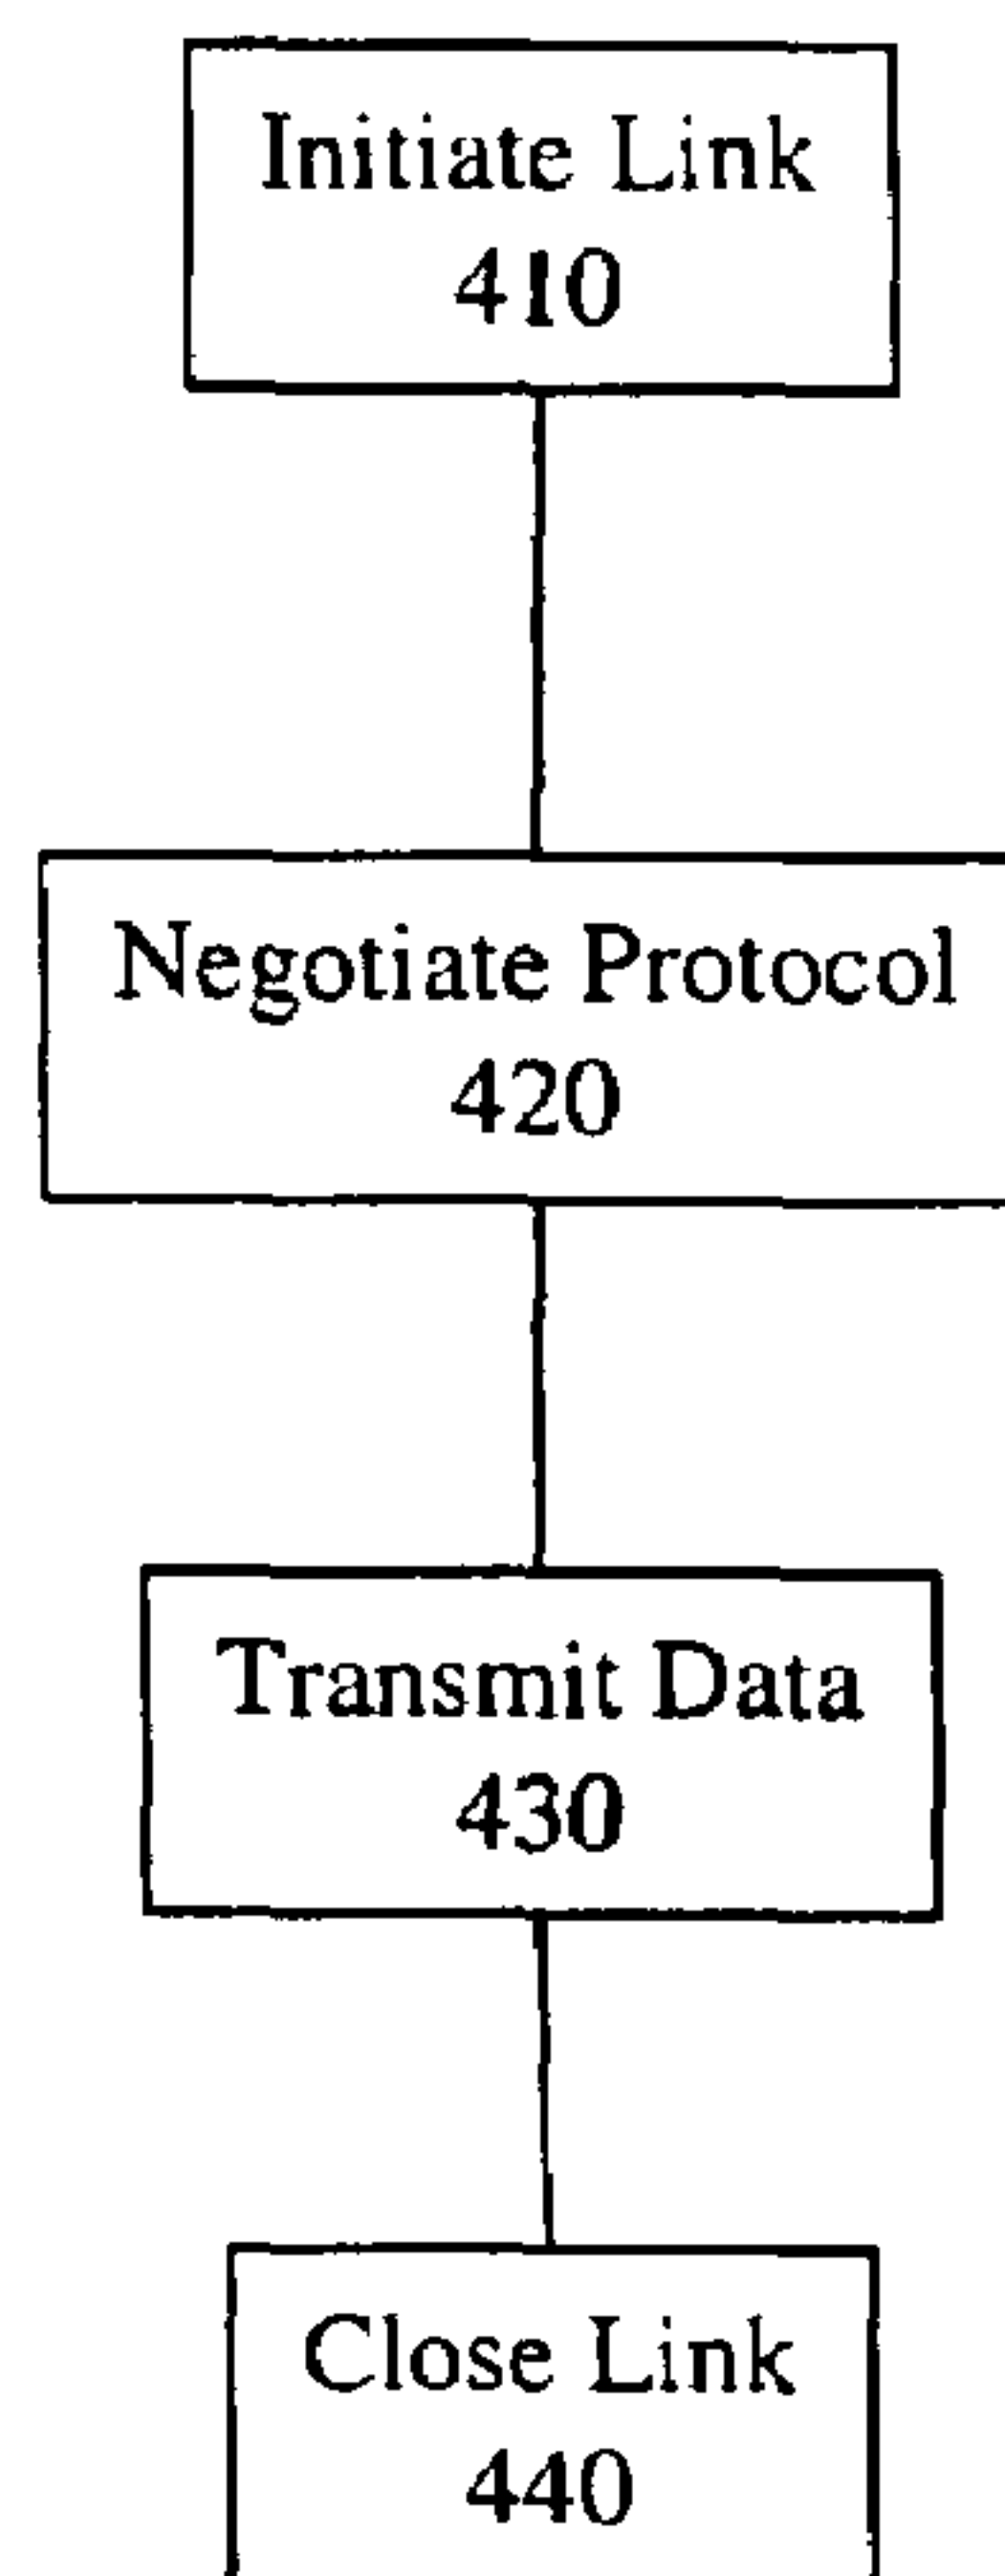 Initiate Link
410
Negotiate Protocol
420
Transmit Data
430
Close Link
440